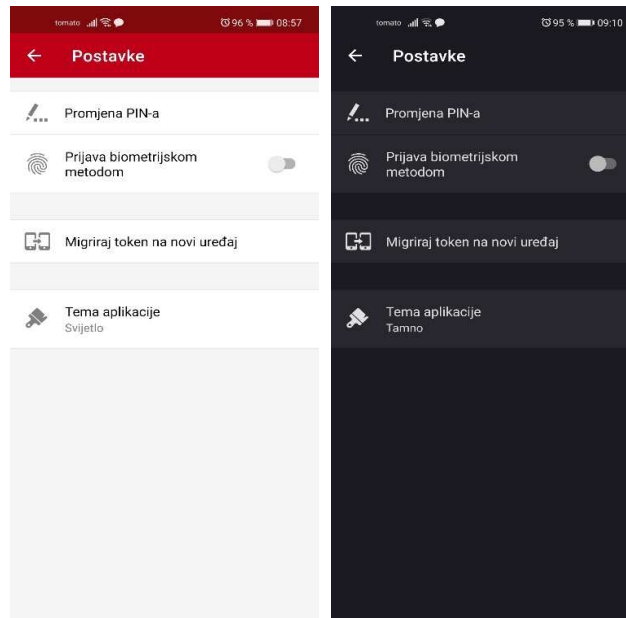 tomato 96 % 08:57
Postavke
Promjena PIN-a
Prijava biometrijskom
metodom
Migriraj token na novi uređaj
Tema aplikacije
Svijetlo
tomato 95 % 09:10
Postavke
Promjena PIN-a
Prijava biometrijskom
metodom
Migriraj token na novi uređaj
Tema aplikacije
Tamno